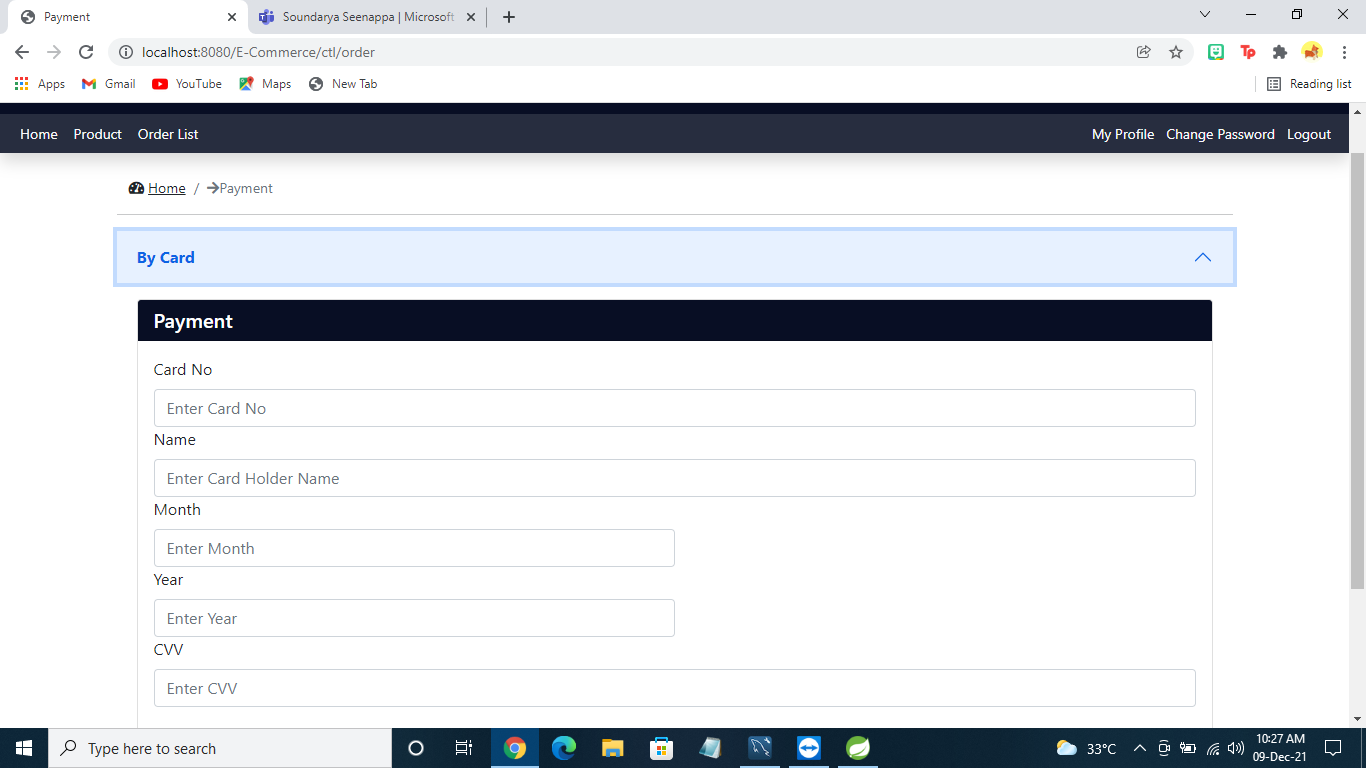 Payment
Soundarya Seenappa | Microsoft
localhost:8080/E-Commerce/ctl/order
Tp
Apps Gmail YouTube Maps New Tab Reading list
Home Product Order List My Profile Change Password Logout
Home / Payment
By Card
Payment
Card No
Enter Card No
Name
Enter Card Holder Name
Month
Enter Month
Year
Enter Year
CVV
Enter CVV
Type here to search
33°C
10:27 AM
09-Dec-21